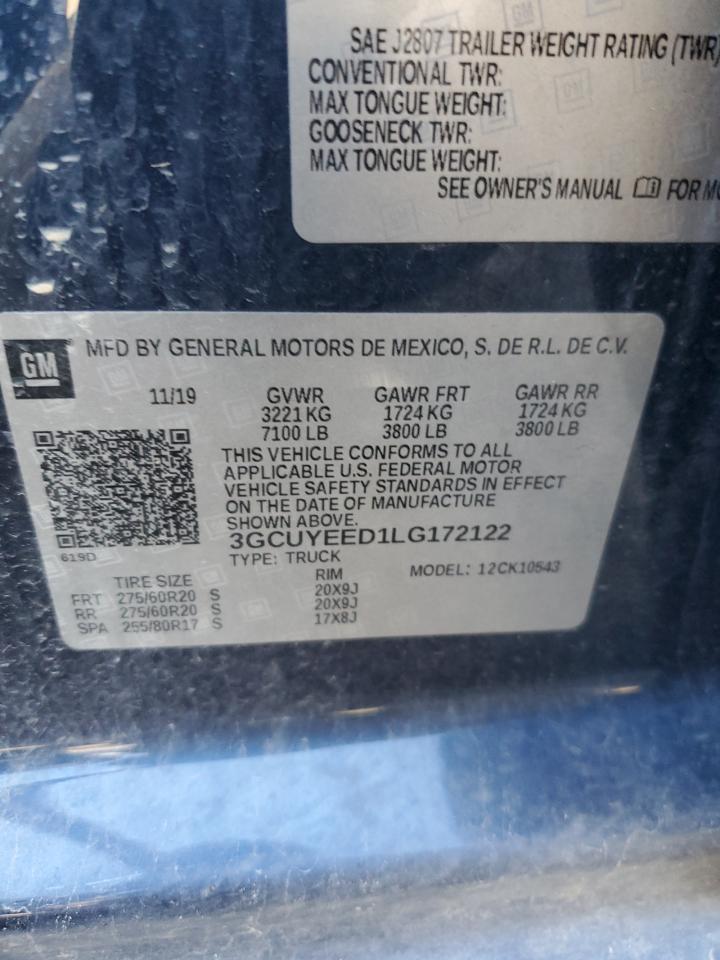 SAE J2807 TRAILER WEIGHT RATING (TWR)
CONVENTIONAL TWR:
MAX TONGUE WEIGHT:
GOOSENECK TWR:
MAX TONGUE WEIGHT:
SEE OWNER'S MANUAL FOR
GM MFD BY GENERAL MOTORS DE MEXICO, S. DE R.L. DE C.V.
11/19 GVWR GAWR FRT GAWR RR
3221 KG 1724 KG 1724 KG
7100 LB 3800 LB 3800 LB
THIS VEHICLE CONFORMS TO ALL
APPLICABLE U.S. FEDERAL MOTOR
VEHICLE SAFETY STANDARDS IN EFFECT
ON THE DATE OF MANUFACTURE
SHOWN ABOVE.
3GCUYEED1LG172122
619D
TYPE: TRUCK MODEL: 12CK10543
TIRE SIZE RIM
FRT 275/60R20 S 20X9J
RR 275/60R20 S 20X9J
SPA 255/80R17 S 17X8J